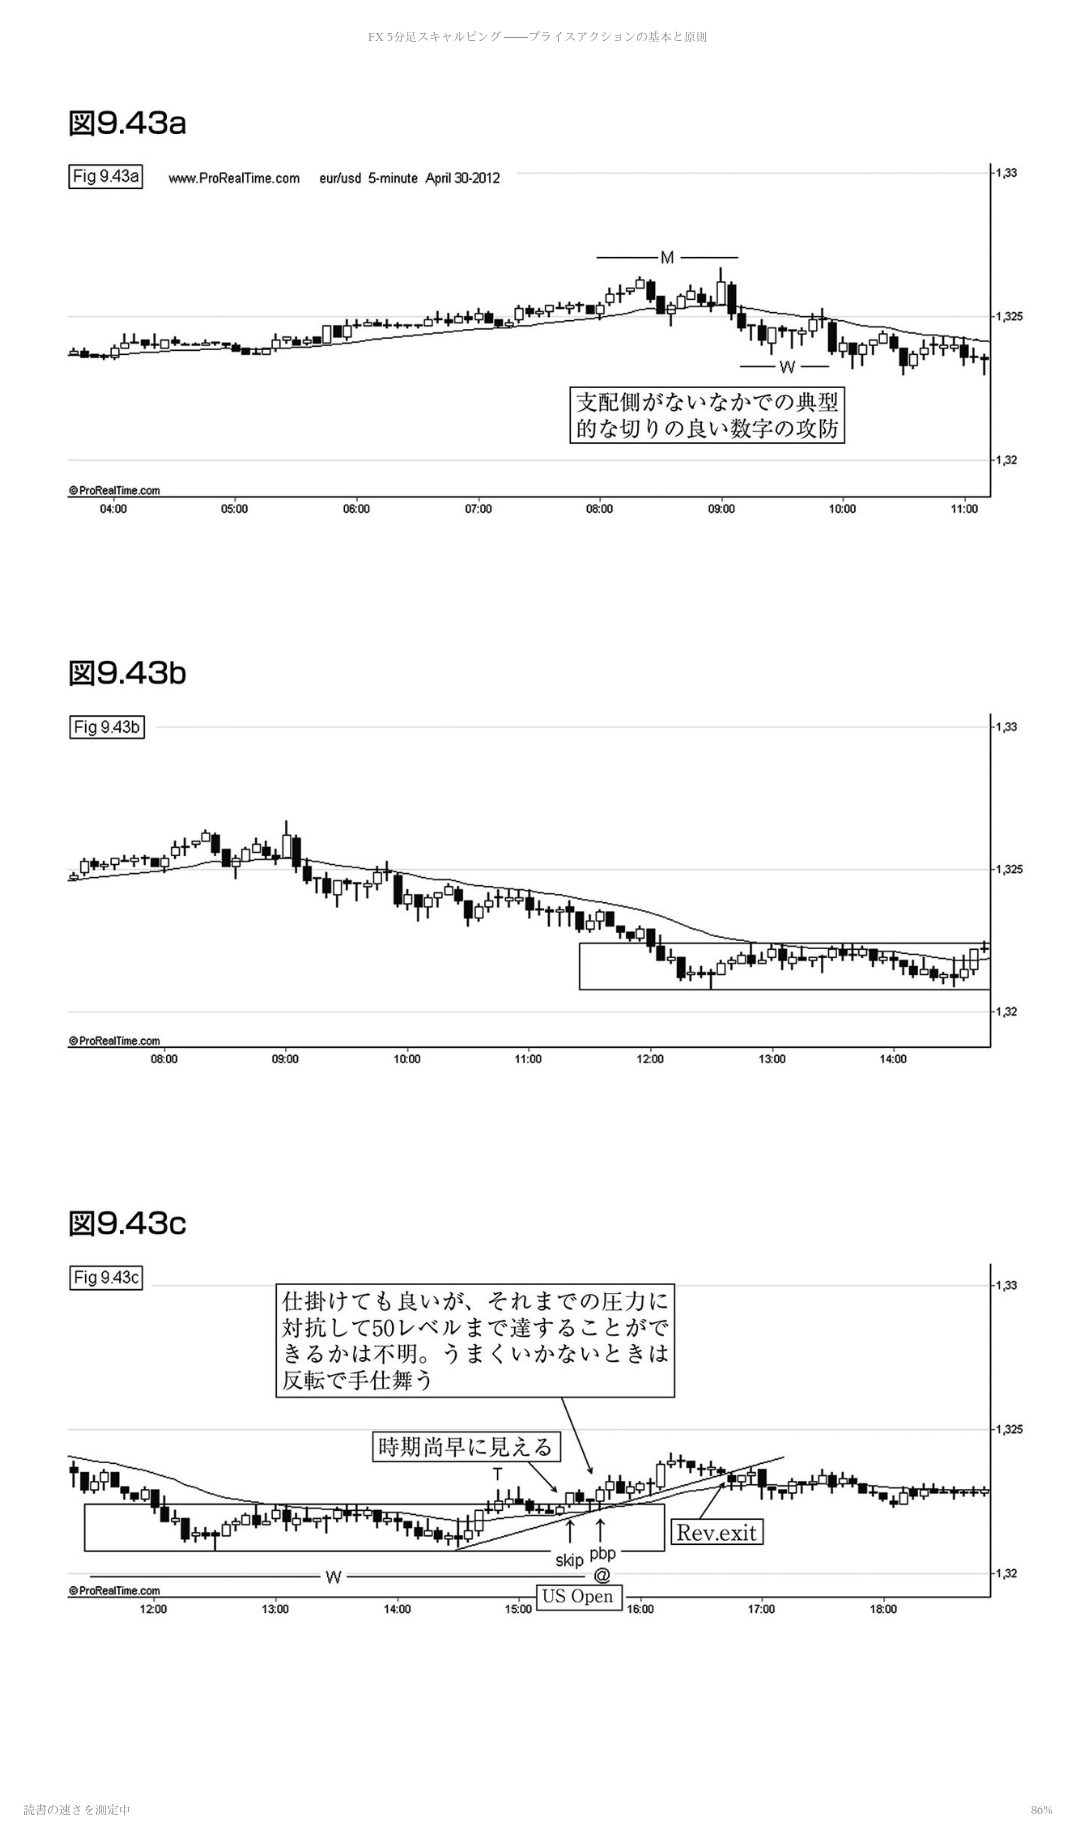 FX 5分足スキャルピング ――プライスアクションの基本と原則
図9.43a
Fig 9.43a www.ProRealTime.com eur/usd 5-minute April 30-2012
1,33
M
1,325
W
支配側がないなかでの典型
的な切りの良い数字の攻防
1,32
©ProRealTime.com
04:00 05:00 06:00 07:00 08:00 09:00 10:00 11:00
図9.43b
Fig 9.43b
1,33
1,325
1,32
©ProRealTime.com
08:00 09:00 10:00 11:00 12:00 13:00 14:00
図9.43c
Fig 9.43c
1,33
仕掛けても良いが、それまでの圧力に
対抗して50レベルまで達することがで
きるかは不明。うまくいかないときは
反転で手仕舞う
1,325
時期尚早に見える
T
Rev.exit
skip pbp
W @
1,32
©ProRealTime.com
US Open
12:00 13:00 14:00 15:00 16:00 17:00 18:00
読書の速さを測定中 86%